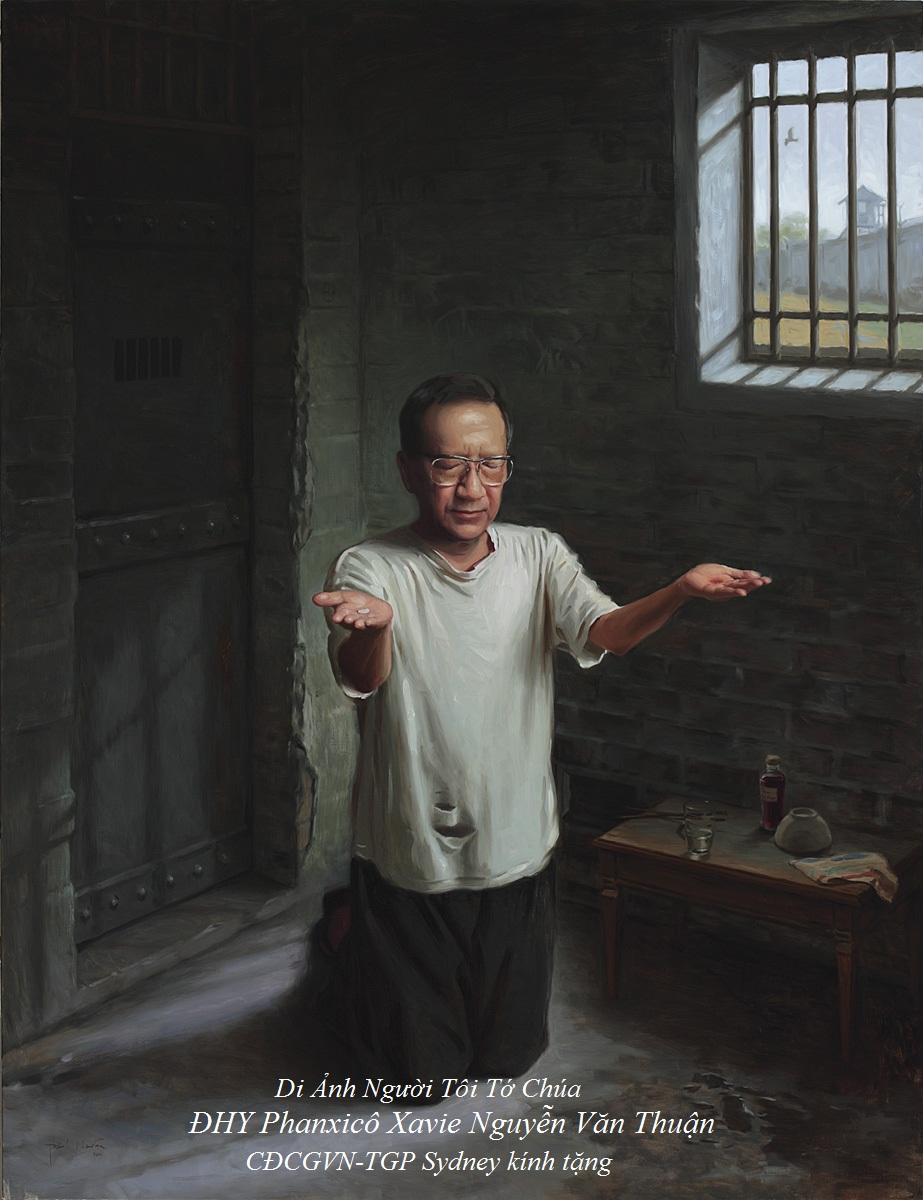 Di Ảnh Người Tôi Tớ Chúa
ĐHY Phanxicô Xavie Nguyễn Văn Thuận
CĐCGVN-TGP Sydney kính tặng